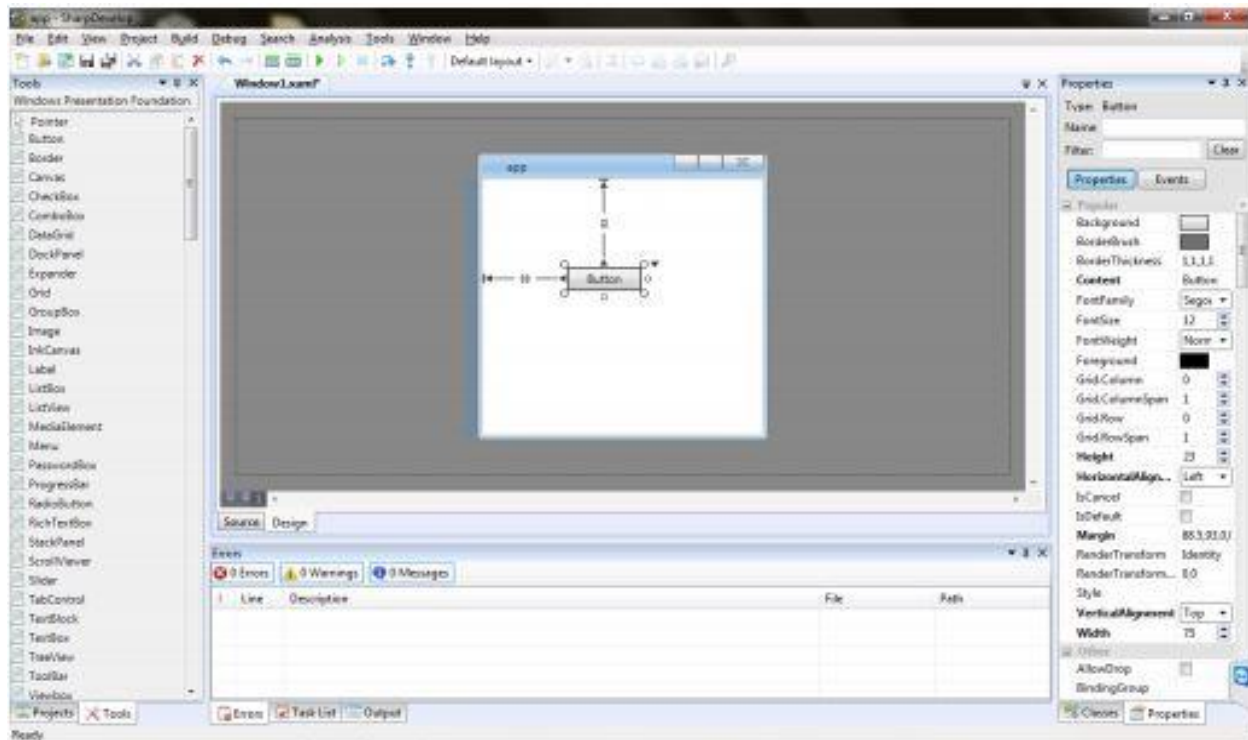 app - SharpDevelop
File Edit View Project Build Debug Search Analysis Tools Window Help
Default layout
Tools
Windows Presentation Foundation
Pointer
Button
Border
Canvas
CheckBox
ComboBox
DataGrid
DockPanel
Expander
Grid
GroupBox
Image
InkCanvas
Label
ListBox
ListView
MediaElement
Menu
PasswordBox
ProgressBar
RadioButton
RichTextBox
StackPanel
ScrollViewer
Slider
TabControl
TextBlock
TextBox
TreeView
ToolBar
Viewbox
Projects Tools
Window1.xaml*
app
Button
Source Design
Errors
0 Errors 0 Warnings 0 Messages
! Line Description File Path
Errors Task List Output
Properties
Type: Button
Name
Filter: Clear
Properties Events
Popular
Background
BorderBrush
BorderThickness 1,1,1,1
Content Button
FontFamily
FontSize 12
FontWeight
Foreground
Grid.Column 0
Grid.ColumnSpan 1
Grid.Row 0
Grid.RowSpan 1
Height 23
HorizontalAlign... Left
IsCancel
IsDefault
Margin
RenderTransform Identity
RenderTransform... 0,0
Style
VerticalAlignment Top
Width 75
Other
AllowDrop
BindingGroup
Classes Properties
Ready